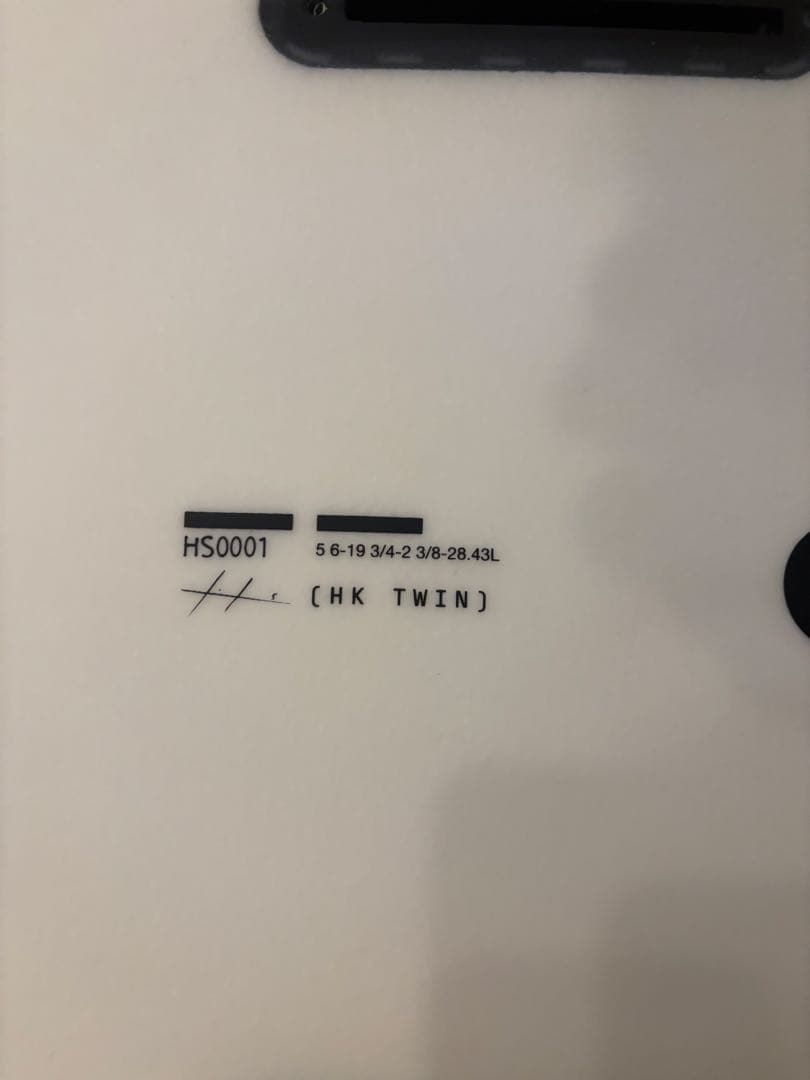 HS0001
5 6-19 3/4-2 3/8-28.43L
(HK TWIN)